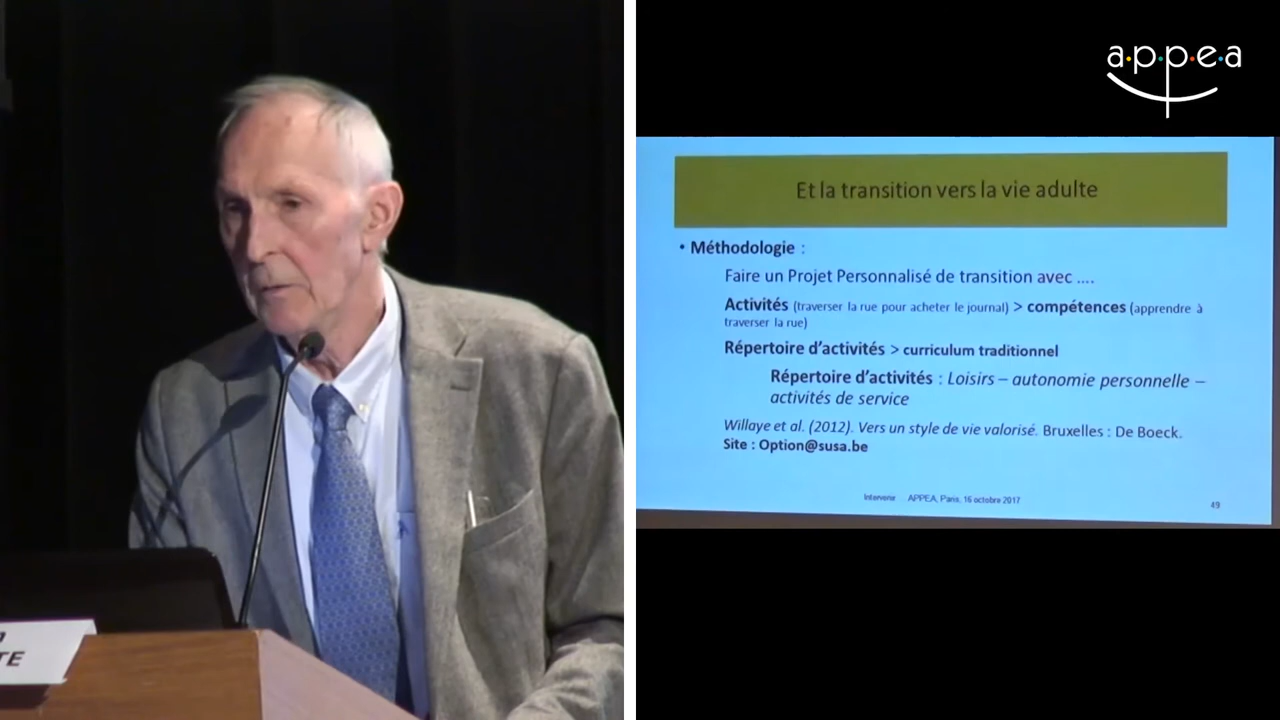 TE
a.p.p.e.a
Et la transition vers la vie adulte
• Méthodologie :
Faire un Projet Personnalisé de transition avec ....
Activités (traverser la rue pour acheter le journal) > compétences (apprendre à
traverser la rue)
Répertoire d'activités > curriculum traditionnel
Répertoire d'activités : Loisirs – autonomie personnelle –
activités de service
Willaye et al. (2012). Vers un style de vie valorisé. Bruxelles : De Boeck.
Site : Option@susa.be
Intervenir APPEA, Paris, 16 octobre 2017
49